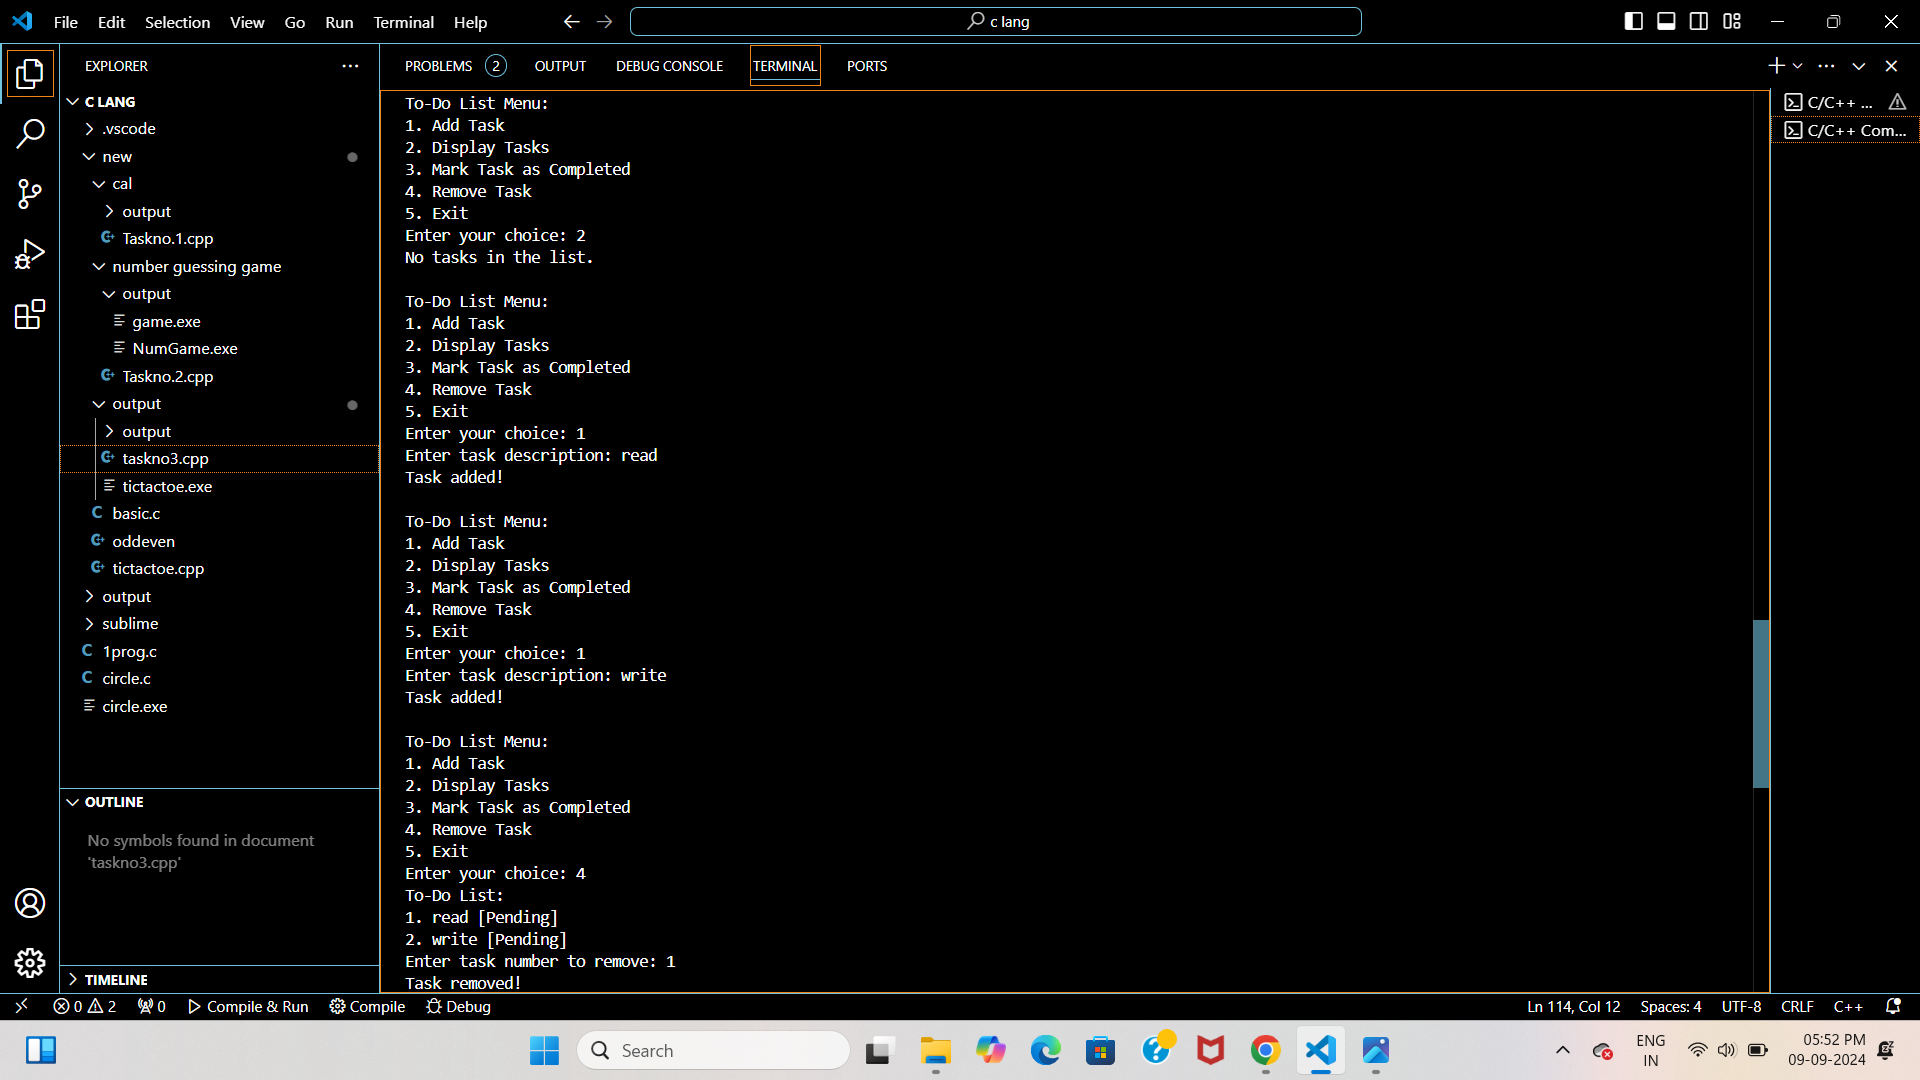 File Edit Selection View Go Run Terminal Help
c lang
EXPLORER
C LANG
.vscode
new
cal
output
Taskno.1.cpp
number guessing game
output
game.exe
NumGame.exe
Taskno.2.cpp
output
output
taskno3.cpp
tictactoe.exe
basic.c
oddeven
tictactoe.cpp
output
sublime
1prog.c
circle.c
circle.exe
OUTLINE
No symbols found in document
'taskno3.cpp'
TIMELINE
PROBLEMS 2 OUTPUT DEBUG CONSOLE TERMINAL PORTS
To-Do List Menu:
1. Add Task
2. Display Tasks
3. Mark Task as Completed
4. Remove Task
5. Exit
Enter your choice: 2
No tasks in the list.
To-Do List Menu:
1. Add Task
2. Display Tasks
3. Mark Task as Completed
4. Remove Task
5. Exit
Enter your choice: 1
Enter task description: read
Task added!
To-Do List Menu:
1. Add Task
2. Display Tasks
3. Mark Task as Completed
4. Remove Task
5. Exit
Enter your choice: 1
Enter task description: write
Task added!
To-Do List Menu:
1. Add Task
2. Display Tasks
3. Mark Task as Completed
4. Remove Task
5. Exit
Enter your choice: 4
To-Do List:
1. read [Pending]
2. write [Pending]
Enter task number to remove: 1
Task removed!
C/C++ ...
C/C++ Com...
0 2 0 Compile & Run Compile Debug Ln 114, Col 12 Spaces: 4 UTF-8 CRLF C++
Search
ENG
IN
05:52 PM
09-09-2024